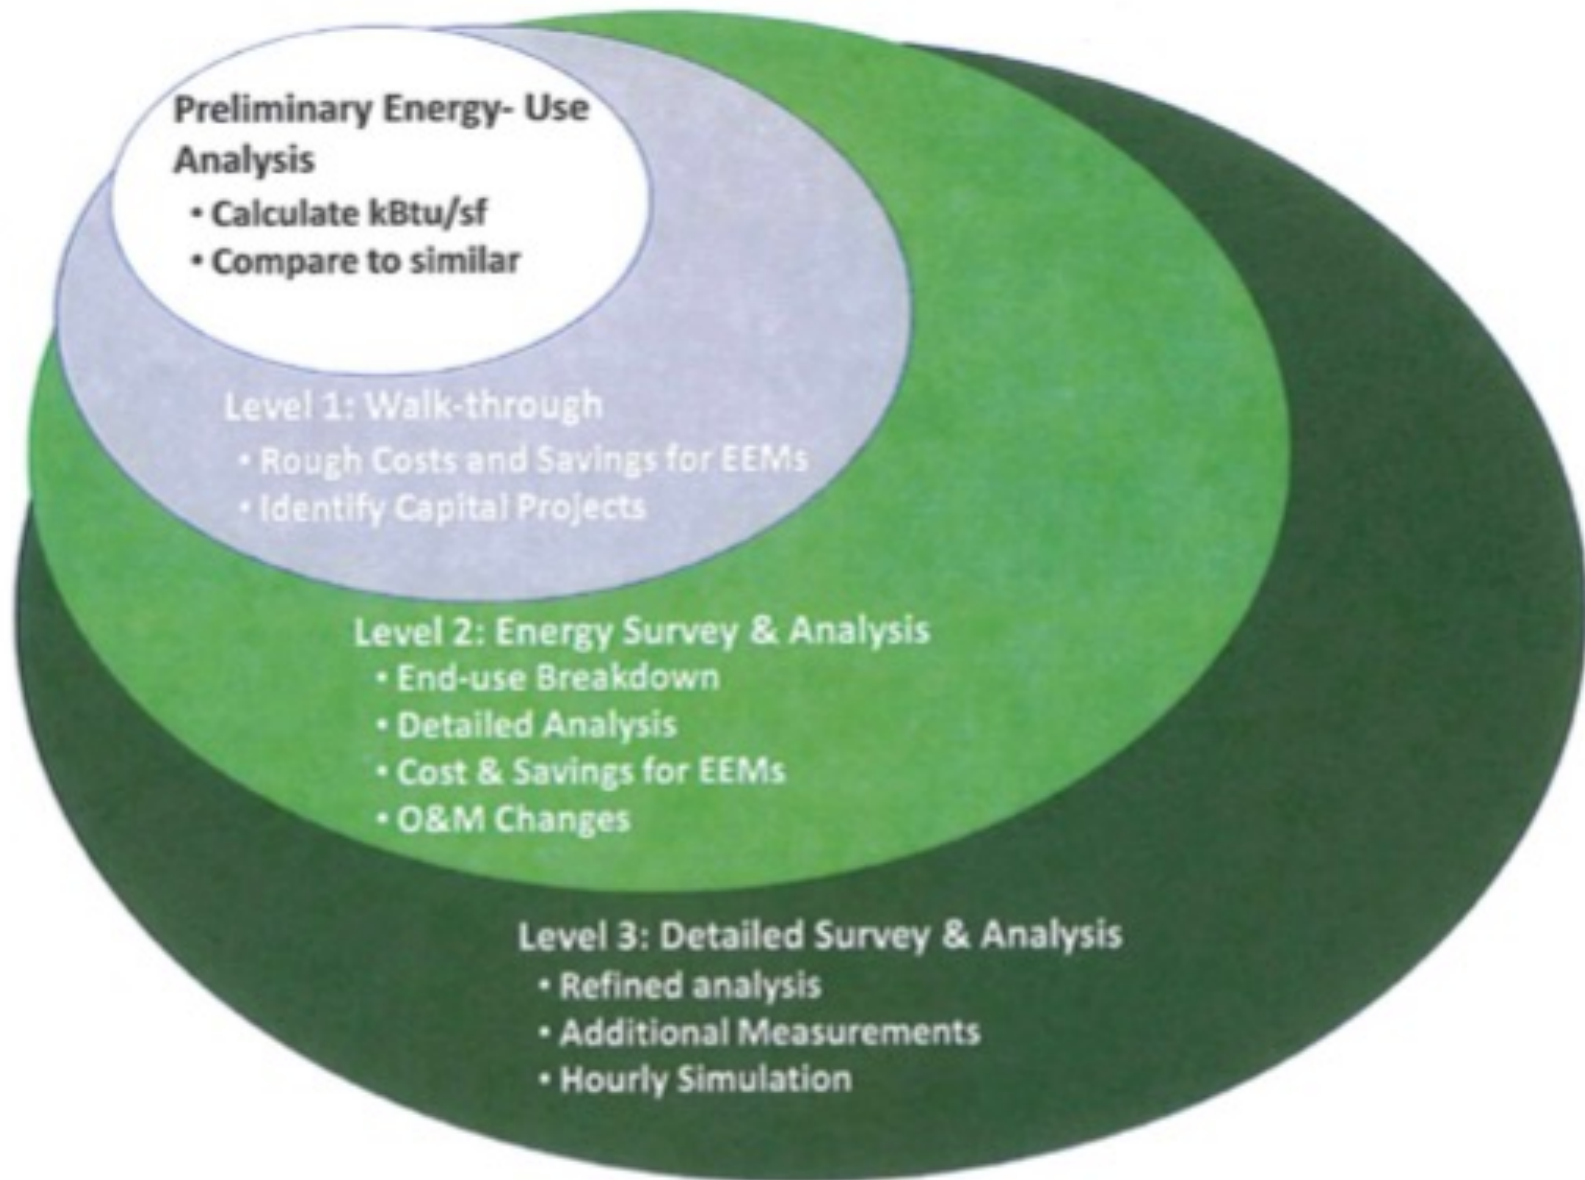 Preliminary Energy- Use
Analysis
• Calculate kBtu/sf
• Compare to similar
Level 1: Walk-through
• Rough Costs and Savings for EEMs
• Identify Capital Projects
Level 2: Energy Survey & Analysis
• End-use Breakdown
• Detailed Analysis
• Cost & Savings for EEMs
• O&M Changes
Level 3: Detailed Survey & Analysis
• Refined analysis
• Additional Measurements
• Hourly Simulation